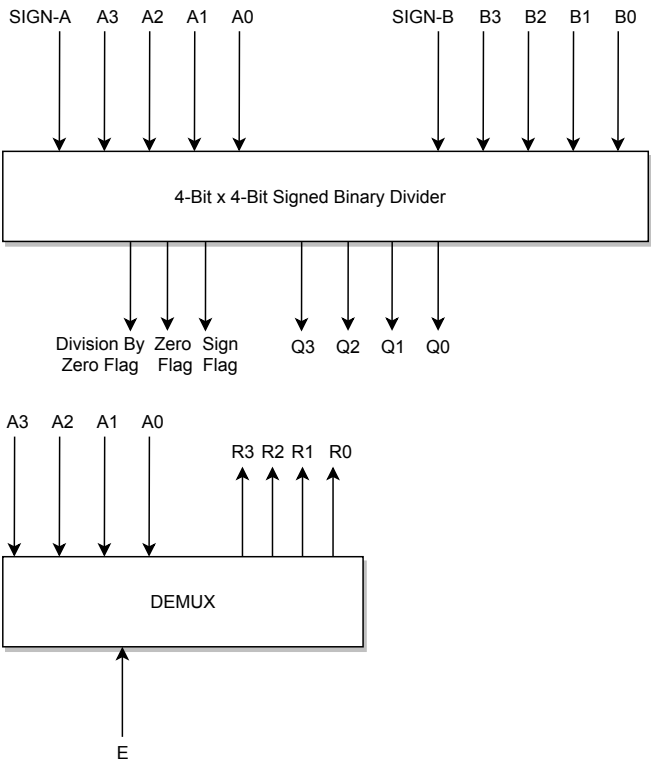 SIGN-A A3 A2 A1 A0 SIGN-B B3 B2 B1 B0
4-Bit x 4-Bit Signed Binary Divider
Division By Zero Sign Q3 Q2 Q1 Q0
Zero Flag Flag Flag
A3 A2 A1 A0
R3 R2 R1 R0
DEMUX
E